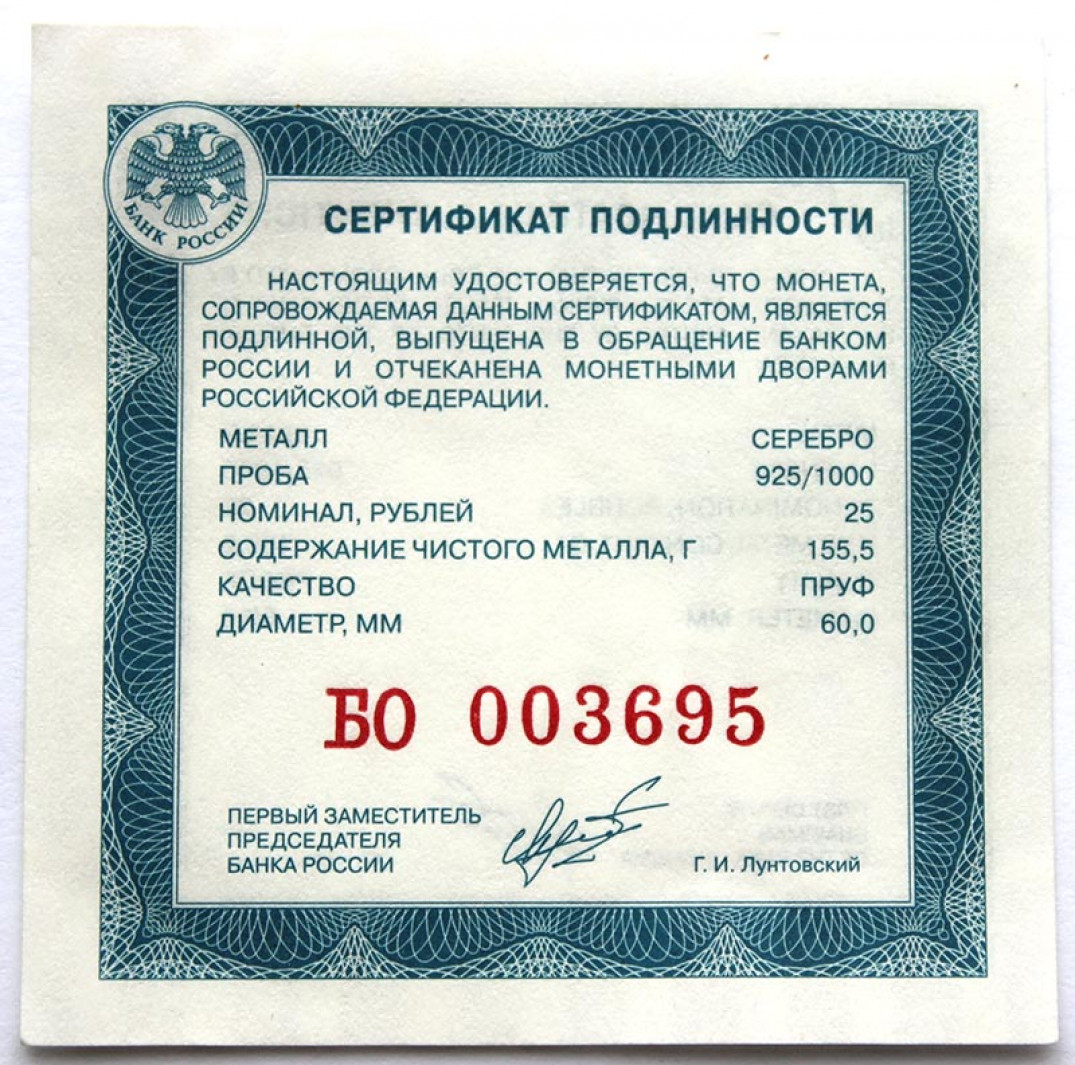 БАНК РОССИИ
СЕРТИФИКАТ ПОДЛИННОСТИ
НАСТОЯЩИМ УДОСТОВЕРЯЕТСЯ, ЧТО МОНЕТА,
СОПРОВОЖДАЕМАЯ ДАННЫМ СЕРТИФИКАТОМ, ЯВЛЯЕТСЯ
ПОДЛИННОЙ, ВЫПУЩЕНА В ОБРАЩЕНИЕ БАНКОМ
РОССИИ И ОТЧЕКАНЕНА МОНЕТНЫМИ ДВОРАМИ
РОССИЙСКОЙ ФЕДЕРАЦИИ.
МЕТАЛЛ СЕРЕБРО
ПРОБА 925/1000
НОМИНАЛ, РУБЛЕЙ 25
СОДЕРЖАНИЕ ЧИСТОГО МЕТАЛЛА, Г 155,5
КАЧЕСТВО ПРУФ
ДИАМЕТР, ММ 60,0
БО 003695
ПЕРВЫЙ ЗАМЕСТИТЕЛЬ
ПРЕДСЕДАТЕЛЯ
БАНКА РОССИИ Г. И. Лунтовский